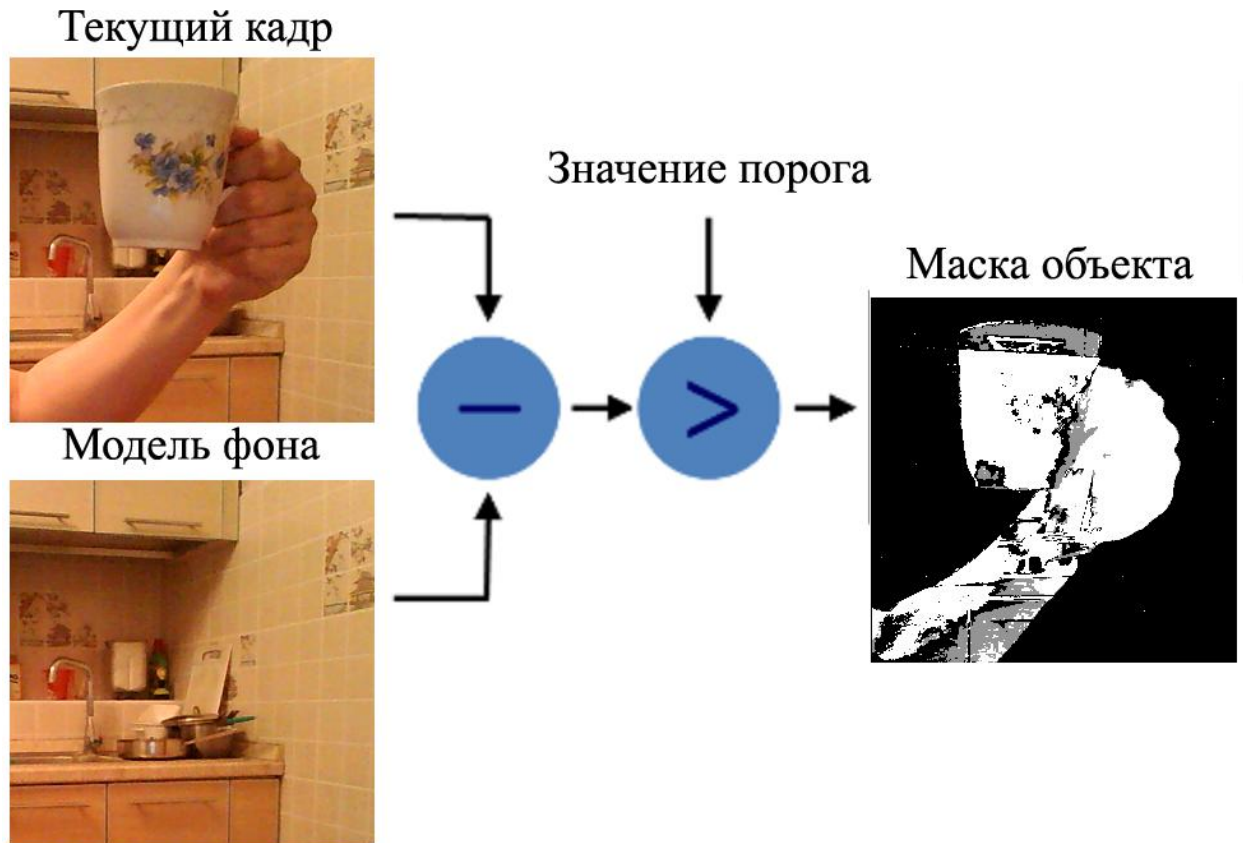 Текущий кадр
Значение порога
Маска объекта
Модель фона